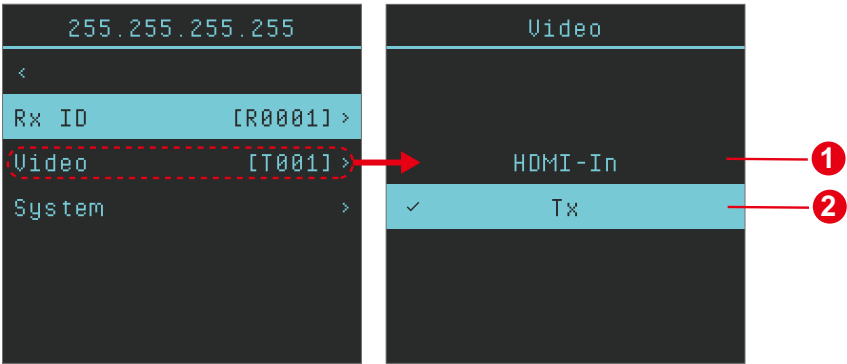 255.255.255.255
<
Rx ID [R0001] >
Video [T001] >
System >
Video
HDMI-In 1
✓ Tx 2